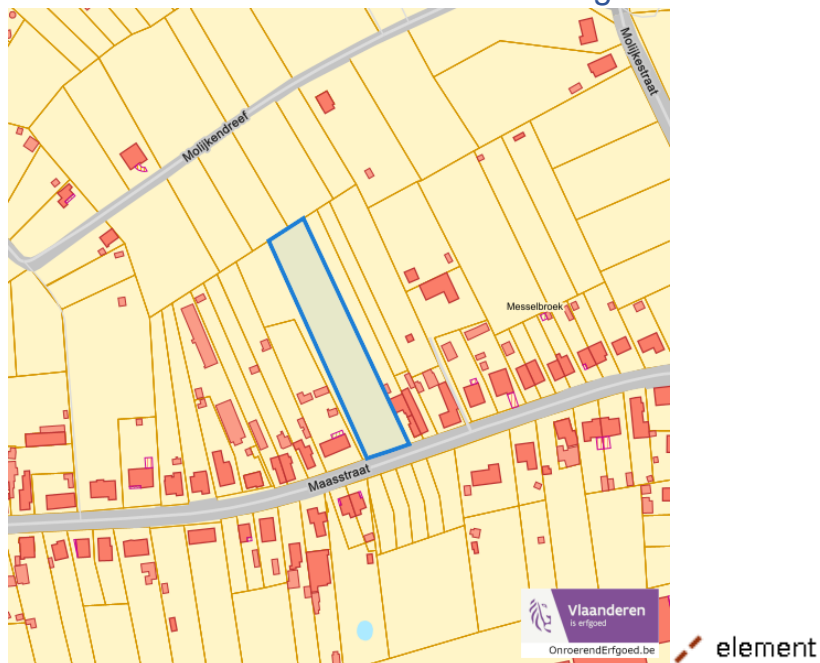 Molijkestraat
Molijkendreef
Messelbroek
Maasstraat
Vlaanderen
is erfgoed
OnroerendErfgoed.be
element